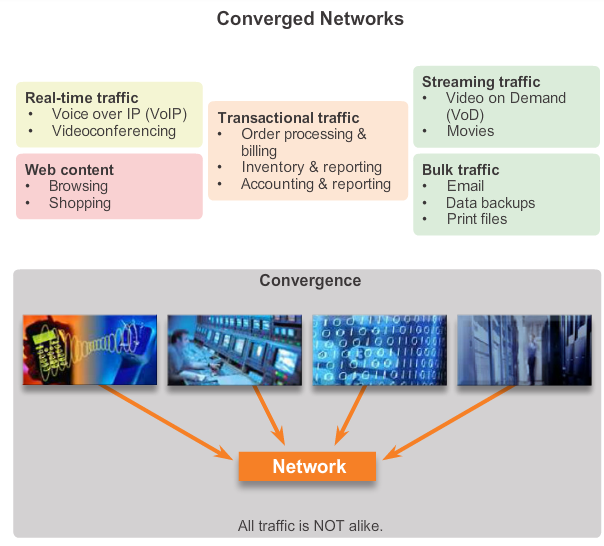 Converged Networks
Real-time traffic
• Voice over IP (VoIP)
• Videoconferencing
Web content
• Browsing
• Shopping
Transactional traffic
• Order processing &
billing
• Inventory & reporting
• Accounting & reporting
Streaming traffic
• Video on Demand
(VoD)
• Movies
Bulk traffic
• Email
• Data backups
• Print files
Convergence
Network
All traffic is NOT alike.